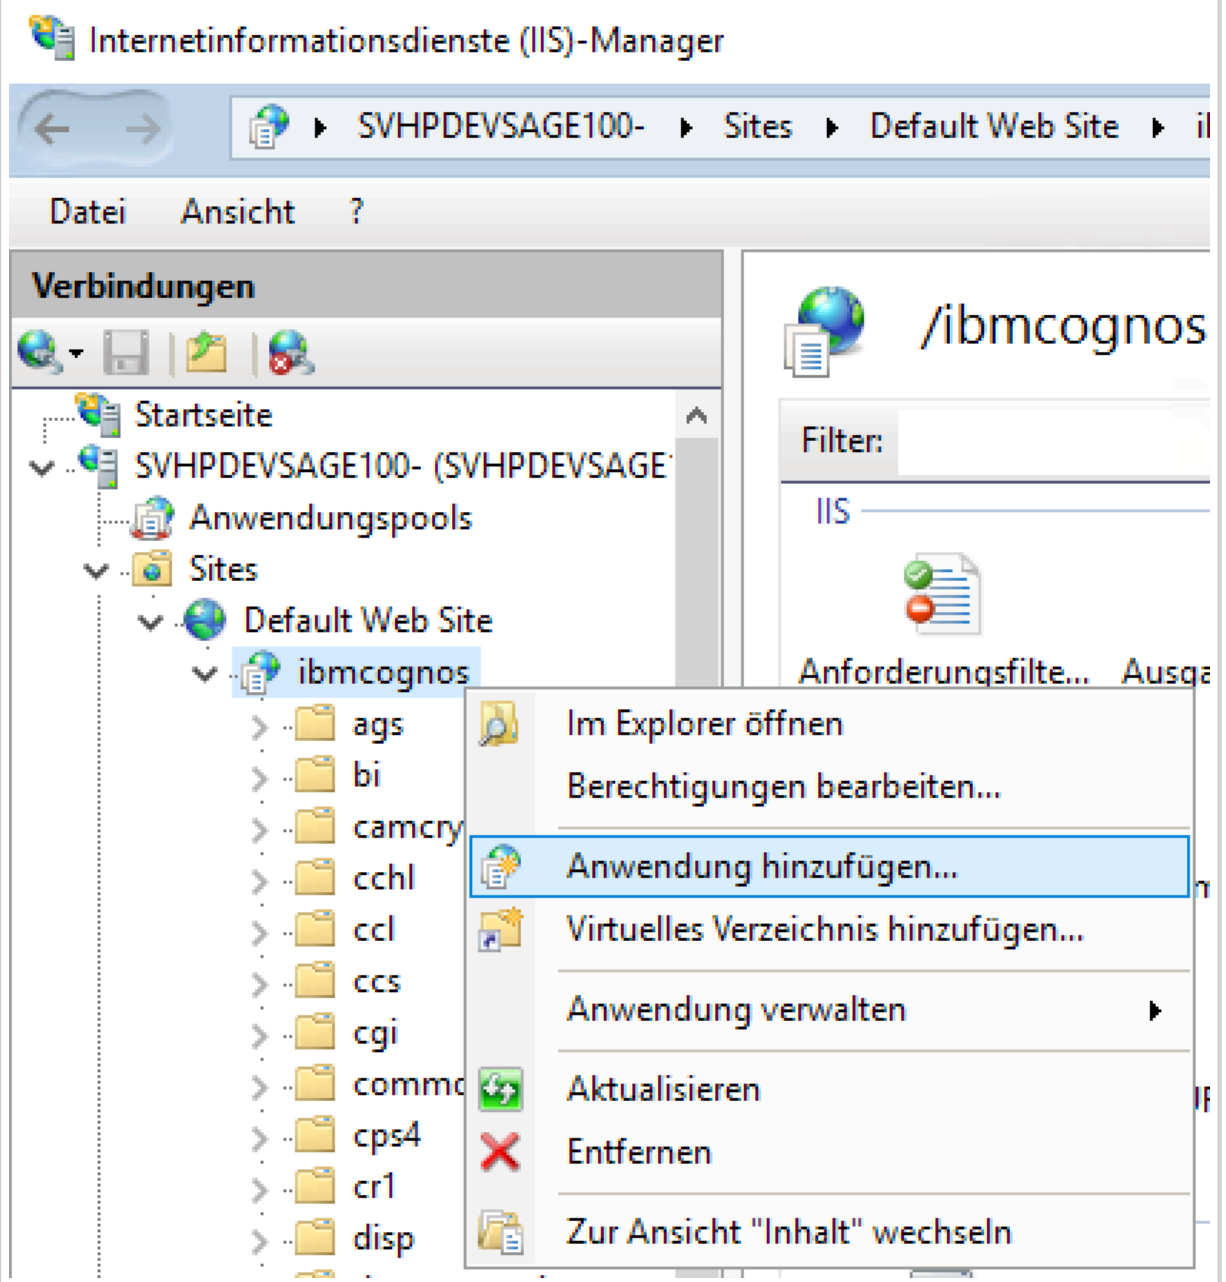 Internetinformationsdienste (IIS)-Manager
SVHPDEVSAGE100- Sites Default Web Site
Datei Ansicht ?
Verbindungen
/ibmcognos
Startseite
Filter:
SVHPDEVSAGE100- (SVHPDEVSAGE
IIS
Anwendungspools
Sites
Default Web Site
ibmcognos
Anforderungsfilte... Ausga
ags
Im Explorer öffnen
bi
Berechtigungen bearbeiten...
camcry
Anwendung hinzufügen...
cchl
ccl
Virtuelles Verzeichnis hinzufügen...
ccs
Anwendung verwalten
cgi
commo
Aktualisieren
cps4
Entfernen
cr1
disp
Zur Ansicht "Inhalt" wechseln